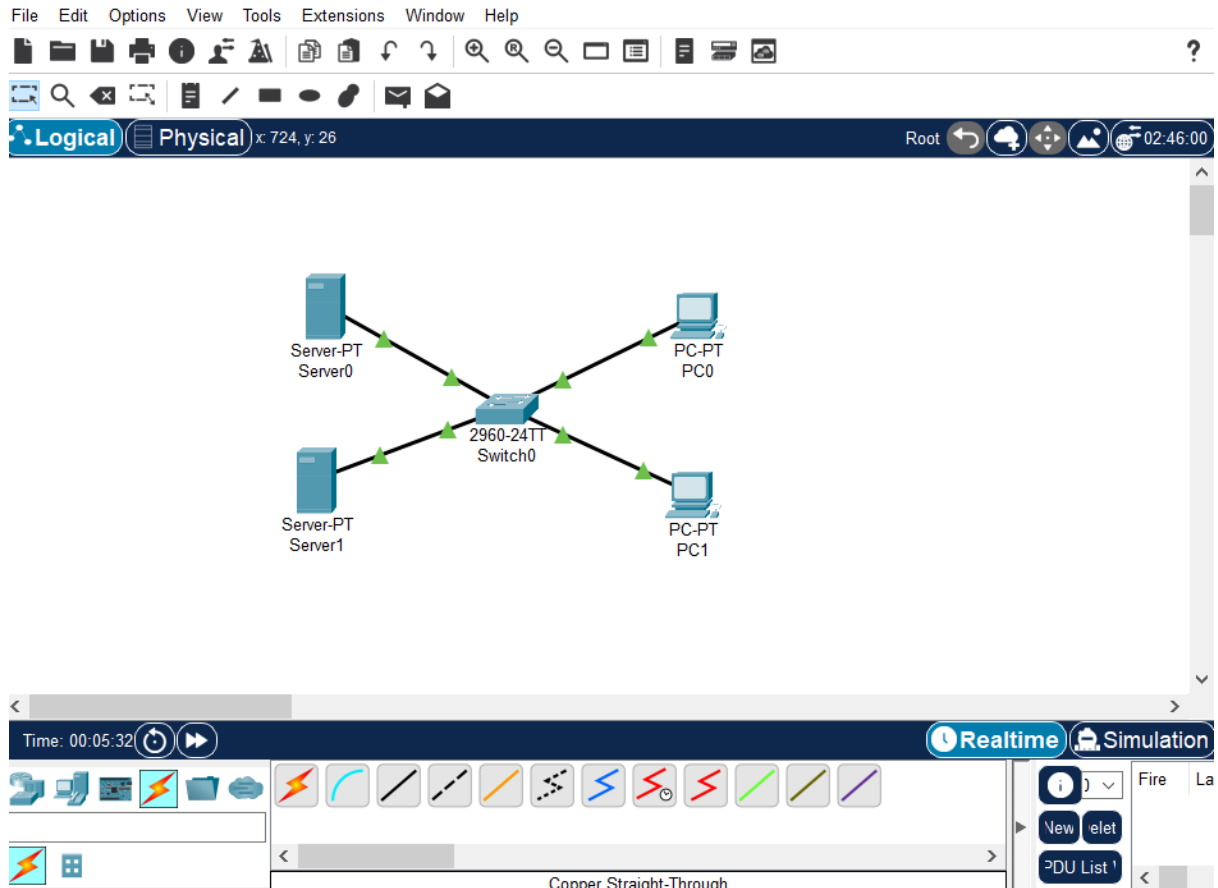 File Edit Options View Tools Extensions Window Help
?
Logical Physical x: 724, y: 26 Root 02:46:00
Server-PT
Server0
PC-PT
PC0
2960-24TT
Switch0
Server-PT
Server1
PC-PT
PC1
Time: 00:05:32 Realtime Simulation
Fire La
New elet
PDU List
Copper Straight-Through